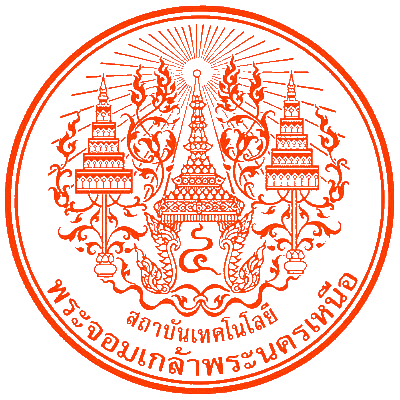 ๔
สถาบันเทคโนโลยี
พระจอมเกล้าพระนครเหนือ